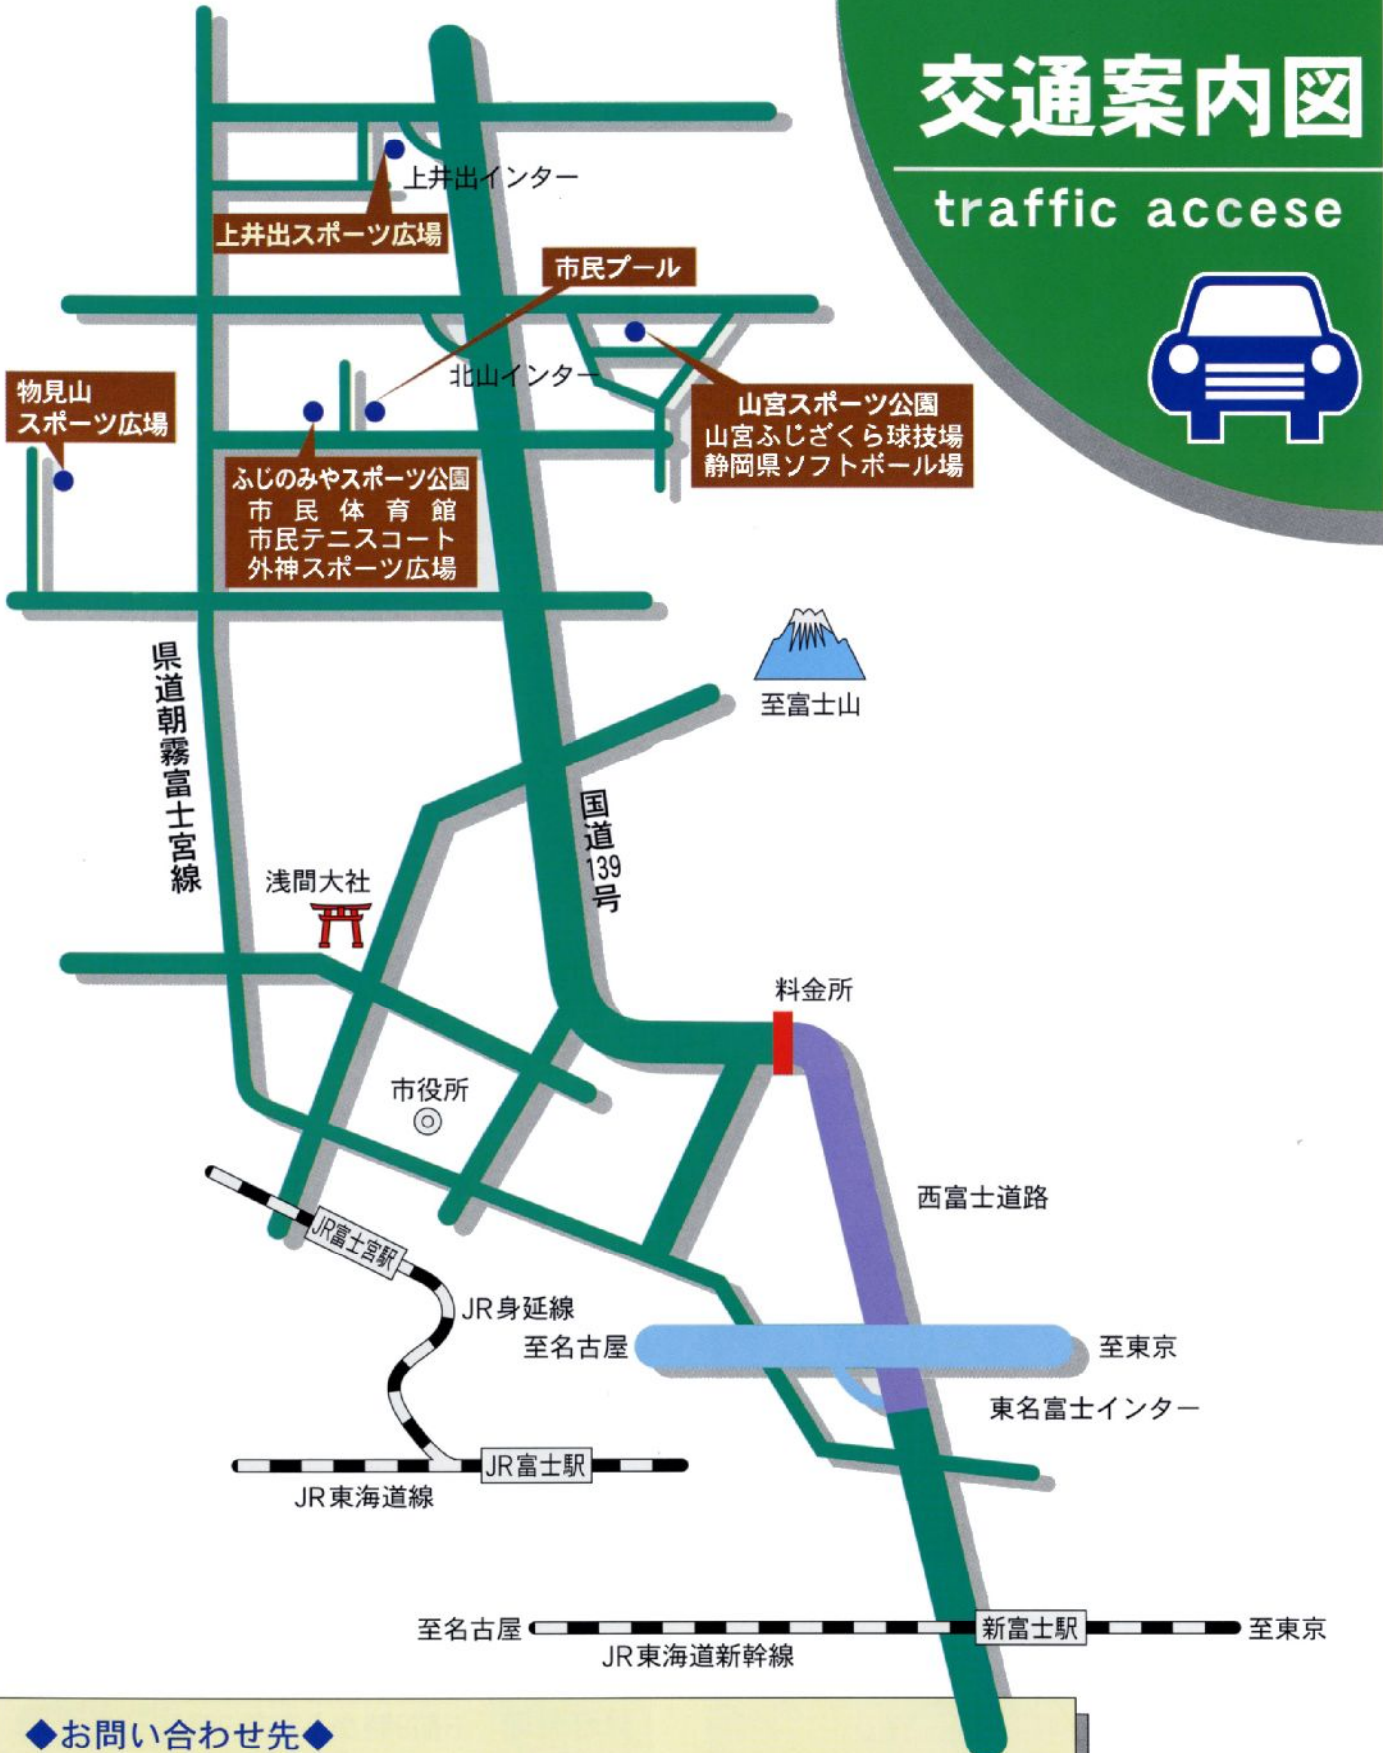 交通案内図
traffic accese
上井出インター
上井出スポーツ広場
市民プール
北山インター
物見山
スポーツ広場
山宮スポーツ公園
山宮ふじざくら球技場
静岡県ソフトボール場
ふじのみやスポーツ公園
市民体育館
市民テニスコート
外神スポーツ広場
至富士山
県道朝霧富士宮線
国道139号
浅間大社
料金所
市役所
西富士道路
JR富士宮駅
JR身延線
至名古屋
至東京
東名富士インター
JR富士駅
JR東海道線
至名古屋
新富士駅
至東京
JR東海道新幹線
◆お問い合わせ先◆